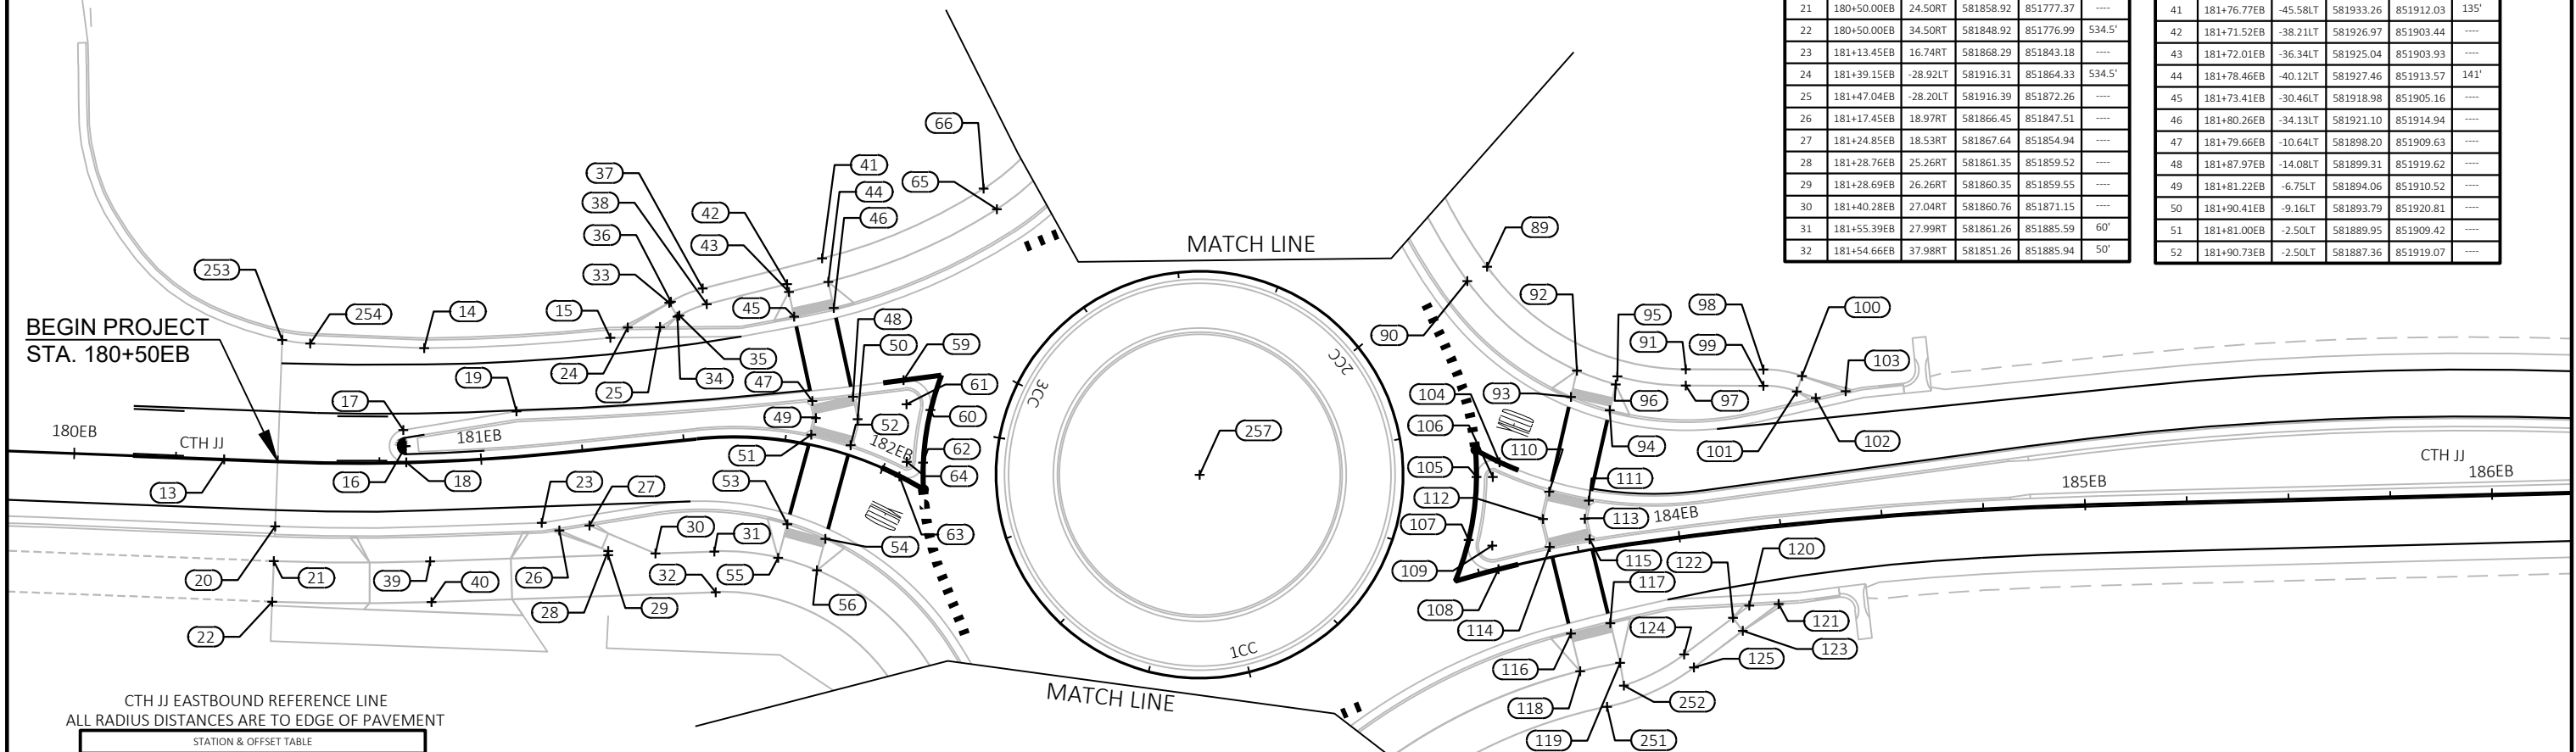 21 180+50.00EB 24.50RT 581858.92 851777.37 ----
22 180+50.00EB 34.50RT 581848.92 851776.99 534.5'
23 181+13.45EB 16.74RT 581868.29 851843.18 ----
24 181+39.15EB -28.92LT 581916.31 851864.33 534.5'
25 181+47.04EB -28.20LT 581916.39 851872.26 ----
26 181+17.45EB 18.97RT 581866.45 851847.51 ----
27 181+24.85EB 18.53RT 581867.64 851854.94 ----
28 181+28.76EB 25.26RT 581861.35 851859.52 ----
29 181+28.69EB 26.26RT 581860.35 851859.55 ----
30 181+40.28EB 27.04RT 581860.76 851871.15 ----
31 181+55.39EB 27.99RT 581861.26 851885.59 60'
32 181+54.66EB 37.98RT 581851.26 851885.94 50'
41 181+76.77EB -45.58LT 581933.26 851912.03 135'
42 181+71.52EB -38.21LT 581926.97 851903.44 ----
43 181+72.01EB -36.34LT 581925.04 851903.93 ----
44 181+78.46EB -40.12LT 581927.46 851913.57 141'
45 181+73.41EB -30.46LT 581918.98 851905.16 ----
46 181+80.26EB -34.13LT 581921.10 851914.94 ----
47 181+79.66EB -10.64LT 581898.20 851909.63 ----
48 181+87.97EB -14.08LT 581899.31 851919.62 ----
49 181+81.22EB -6.75LT 581894.06 851910.52 ----
50 181+90.41EB -9.16LT 581893.79 851920.81 ----
51 181+81.00EB -2.50LT 581889.95 851909.42 ----
52 181+90.73EB -2.50LT 581887.36 851919.07 ----
66
41
37
65
44
38
42
46
36
43
253
33
45
254
14
15
48
50
59
BEGIN PROJECT
STA. 180+50EB
24
25
34
35
47
61
19
17
49
52
60
180EB
CTH JJ
181EB
182EB
51
62
64
13
16
18
23
27
53
30
31
54
63
20
21
39
40
26
32
55
28
29
56
22
MATCH LINE
3CC
2CC
257
1CC
MATCH LINE
89
92
95
98
100
90
91
99
103
104
93
96
97
106
110
94
101
102
105
111
CTH JJ
186EB
185EB
112
113
184EB
107
122
120
109
115
117
108
114
124
121
123
116
125
118
252
119
251
CTH JJ EASTBOUND REFERENCE LINE
ALL RADIUS DISTANCES ARE TO EDGE OF PAVEMENT
STATION & OFFSET TABLE